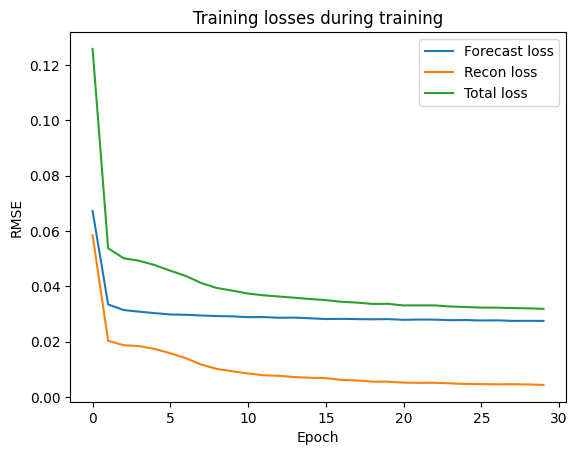 Training losses during training
Forecast loss
Recon loss
Total loss
0.12
0.10
0.08
0.06
0.04
0.02
0.00
RMSE
0 5 10 15 20 25 30
Epoch